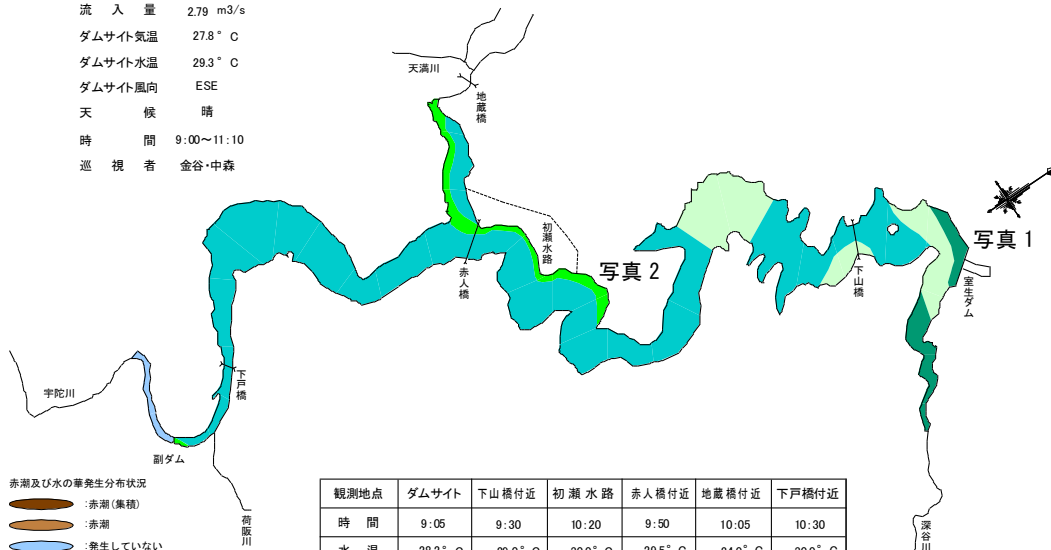 流入量 2.79 m3/s
ダムサイト気温 27.8°C
ダムサイト水温 29.3°C
ダムサイト風向 ESE
天候 晴
時間 9:00～11:10
巡視者 金谷・中森
天満川
地蔵橋
初瀬水路
赤人橋
写真2
写真1
下山橋
室生ダム
宇陀川
下戸橋
副ダム
荷阪川
深谷川
赤潮及び水の華発生分布状況
:赤潮(集積)
:赤潮
:発生していない
観測地点 ダムサイト 下山橋付近 初瀬水路 赤人橋付近 地蔵橋付近 下戸橋付近
時間 9:05 9:30 10:20 9:50 10:05 10:30
水温